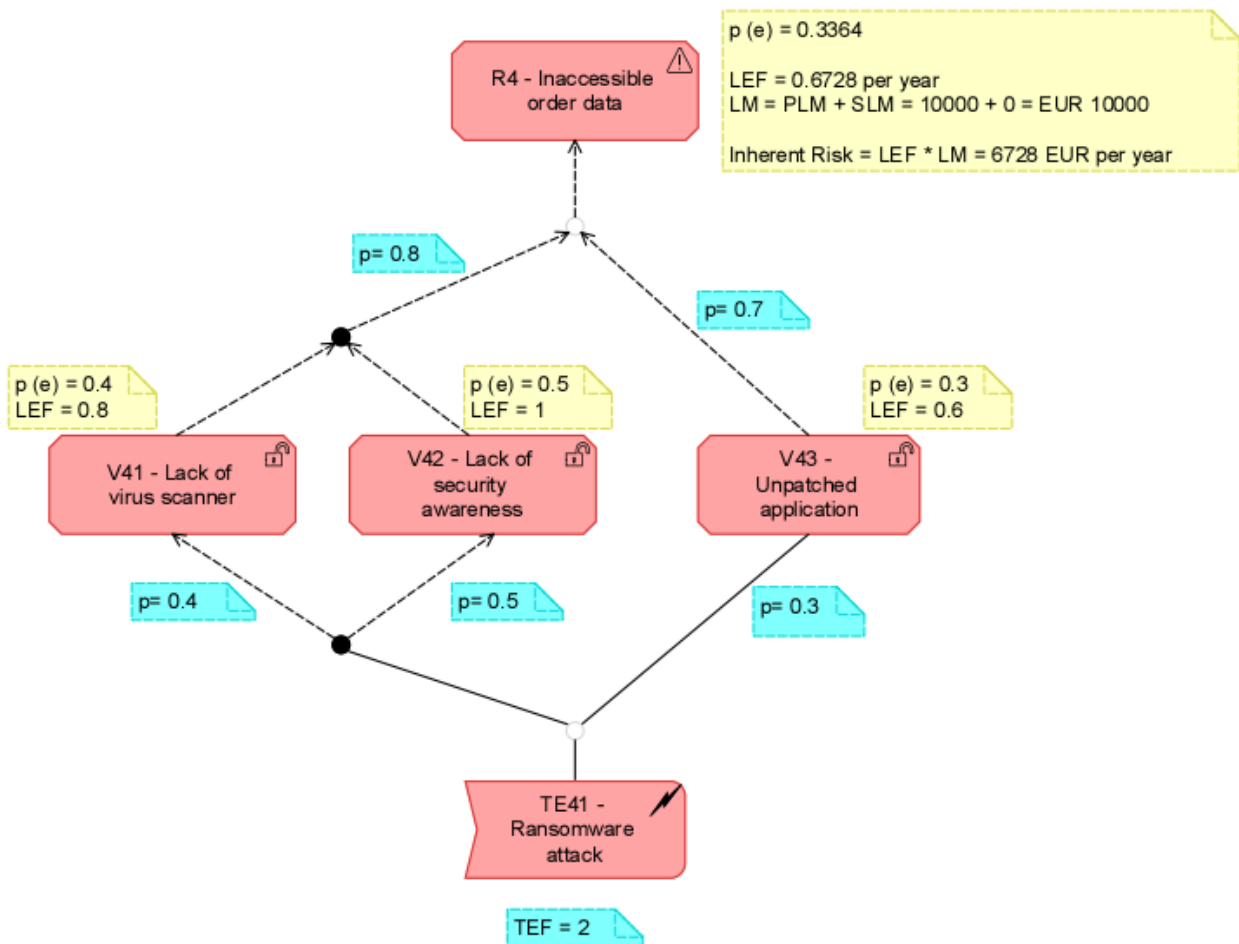 p (e) = 0.3364
LEF = 0.6728 per year
LM = PLM + SLM = 10000 + 0 = EUR 10000
Inherent Risk = LEF * LM = 6728 EUR per year
R4 - Inaccessible
order data
p= 0.8
p= 0.7
p (e) = 0.4
LEF = 0.8
p (e) = 0.5
LEF = 1
p (e) = 0.3
LEF = 0.6
V41 - Lack of
virus scanner
V42 - Lack of
security
awareness
V43 -
Unpatched
application
p= 0.4
p= 0.5
p= 0.3
TE41 -
Ransomware
attack
TEF = 2